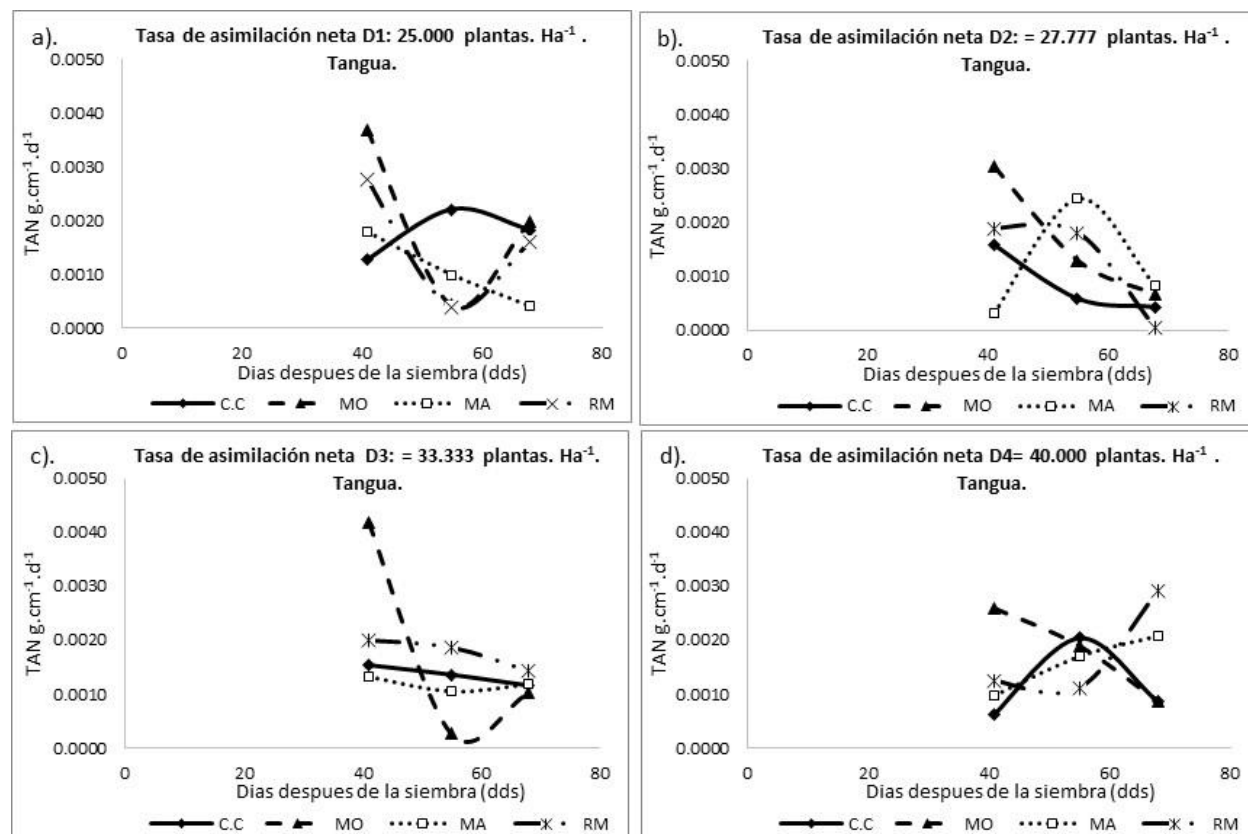 a).
Tasa de asimilación neta D1: 25.000 plantas. Ha-1 .
Tangua.
TAN g.cm-1.d-1
0.0050
0.0040
0.0030
0.0020
0.0010
0.0000
0 20 40 60 80
Dias despues de la siembra (dds)
C.C MO MA RM
b).
Tasa de asimilación neta D2: = 27.777 plantas. Ha-1 .
Tangua.
TAN g.cm-1.d-1
0.0050
0.0040
0.0030
0.0020
0.0010
0.0000
0 20 40 60 80
Dias despues de la siembra (dds)
C.C MO MA RM
c).
Tasa de asimilación neta D3: = 33.333 plantas. Ha-1.
Tangua.
TAN g.cm-1.d-1
0.0050
0.0040
0.0030
0.0020
0.0010
0.0000
0 20 40 60 80
Dias despues de la siembra (dds)
C.C MO MA RM
d).
Tasa de asimilación neta D4= 40.000 plantas. Ha-1 .
Tangua.
TAN g.cm-1.d-1
0.0050
0.0040
0.0030
0.0020
0.0010
0.0000
0 20 40 60 80
Dias despues de la siembra (dds)
C.C MO MA RM